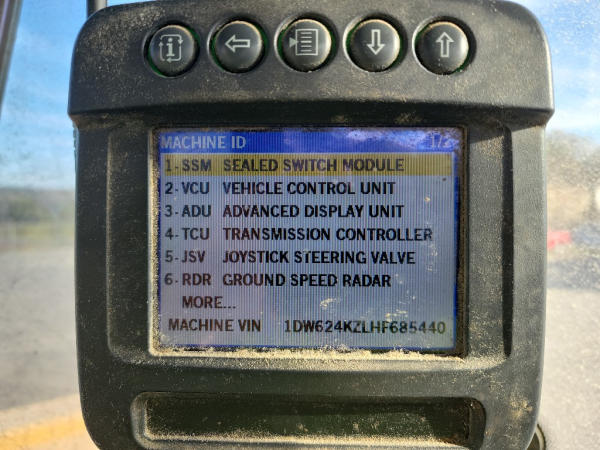 MACHINE ID 1/2
1-SSM SEALED SWITCH MODULE
2-VCU VEHICLE CONTROL UNIT
3-ADU ADVANCED DISPLAY UNIT
4-TCU TRANSMISSION CONTROLLER
5-JSV JOYSTICK STEERING VALVE
6-RDR GROUND SPEED RADAR
MORE...
MACHINE VIN 1DW624KZLHF685440